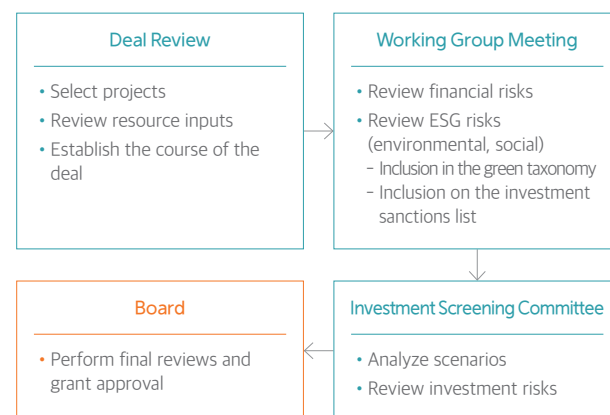 Deal Review
• Select projects
• Review resource inputs
• Establish the course of the
deal
Working Group Meeting
• Review financial risks
• Review ESG risks
(environmental, social)
– Inclusion in the green taxonomy
– Inclusion on the investment
sanctions list
Investment Screening Committee
• Analyze scenarios
• Review investment risks
Board
• Perform final reviews and
grant approval